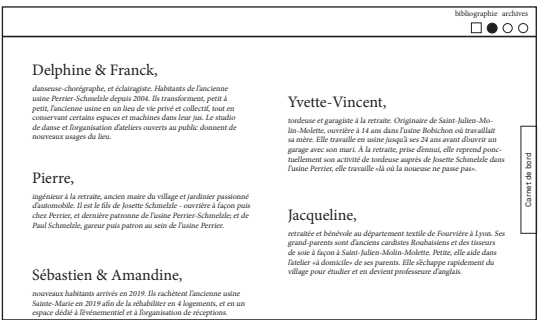 bibliographie archives
Delphine & Franck,
danseuse-chorégraphe, et éclairagiste. Habitants de l'ancienne
usine Perrier-Schmelzle depuis 2004. Ils transforment, petit à
petit, l'ancienne usine en un lieu de vie privé et collectif, tout en
conservant certains espaces et machines dans leur jus. Le studio
de danse et l'organisation d'ateliers ouverts au public donnent de
nouveaux usages du lieu.
Pierre,
ingénieur à la retraite, ancien maire du village et jardinier passionné
d'automobile. Il est le fils de Josette Schmelzle - ouvrière à façon puis
chez Perrier, et dernière patronne de l'usine Perrier-Schmelzle; et de
Paul Schmelzle, gareur puis patron au sein de l'usine Perrier.
Sébastien & Amandine,
nouveaux habitants arrivés en 2019. Ils rachètent l'ancienne usine
Sainte-Marie en 2019 afin de la réhabiliter en 4 logements, et en un
espace dédié à l'événementiel et à l'organisation de réceptions.
Yvette-Vincent,
tordeuse et garagiste à la retraite. Originaire de Saint-Julien-Mo-
lin-Molette, ouvrière à 14 ans dans l'usine Bobichon où travaillait
sa mère. Elle travaille en usine jusqu'à ses 24 ans avant d'ouvrir un
garage avec son mari. À la retraite, prise d'ennui, elle reprend ponc-
tuellement son activité de tordeuse auprès de Josette Schmelzle dans
l'usine Perrier, elle travaille «là où la noueuse ne passe pas».
Jacqueline,
retraitée et bénévole au département textile de Fourvière à Lyon. Ses
grand-parents sont d'anciens cardistes Roubaisiens et des tisseurs
de soie à façon à Saint-Julien-Molin-Molette. Petite, elle aide dans
l'atelier «à domicile» de ses parents. Elle s'échappe rapidement du
village pour étudier et en devient professeure d'anglais.
Carnet de bord